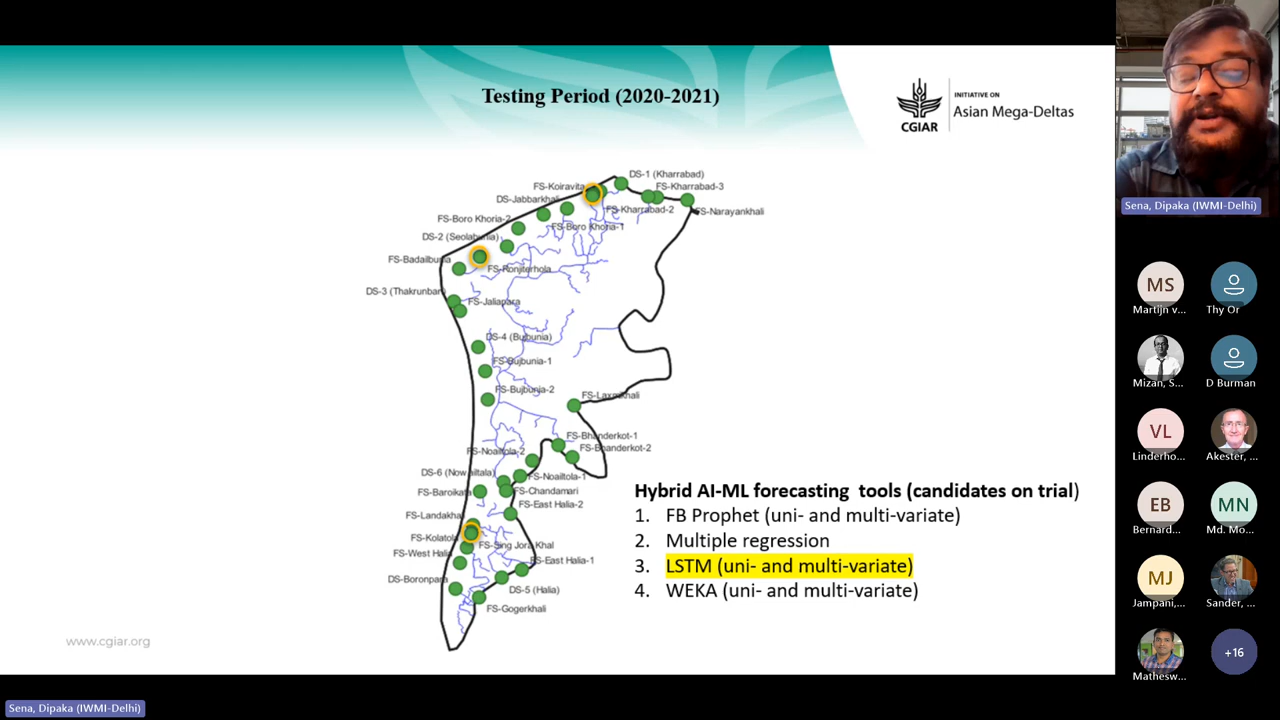 Testing Period (2020-2021)
CGIAR
INITIATIVE ON
Asian Mega-Deltas
DS-1 (Kharrabad)
FS-Koiravita
FS-Kharrabad-3
DS-Jabbarkhali
FS-Kharrabad-2
FS-Narayankhali
FS-Boro Khoria-2
FS-Boro Khoria-1
DS-2 (Seolabunia)
FS-Badailbunia
FS-Ronjiterhola
DS-3 (Thakrunbari
FS-Jaliapara
DS-4 (Bujbunia)
FS-Bujbunia-1
FS-Bujbunia-2
FS-Laxmikhali
FS-Bhanderkot-1
FS-Bhanderkot-2
FS-Noailtola-2
DS-6 (Nowailtala)
FS-Noailtola-1
FS-Baroikati
FS-Chandamari
FS-East Halia-2
FS-Landakhal
FS-Kolatola
FS-Sing Jora Khal
FS-West Halia
FS-East Halia-1
DS-Boronpara
DS-5 (Halia)
FS-Gogerkhali
Hybrid AI-ML forecasting tools (candidates on trial)
1. FB Prophet (uni- and multi-variate)
2. Multiple regression
3. LSTM (uni- and multi-variate)
4. WEKA (uni- and multi-variate)
www.cgiar.org
Sena, Dipaka (IWMI-Delhi)
Sena, Dipaka (IWMI-Delhi)
MS
Martijn v...
Thy Or
Mizan, S...
D Burman
VL
Linderho...
Akester, ...
EB
Bernard...
MN
Md. Mo...
MJ
Jampani,...
Sander, ...
Mathesw...
+16